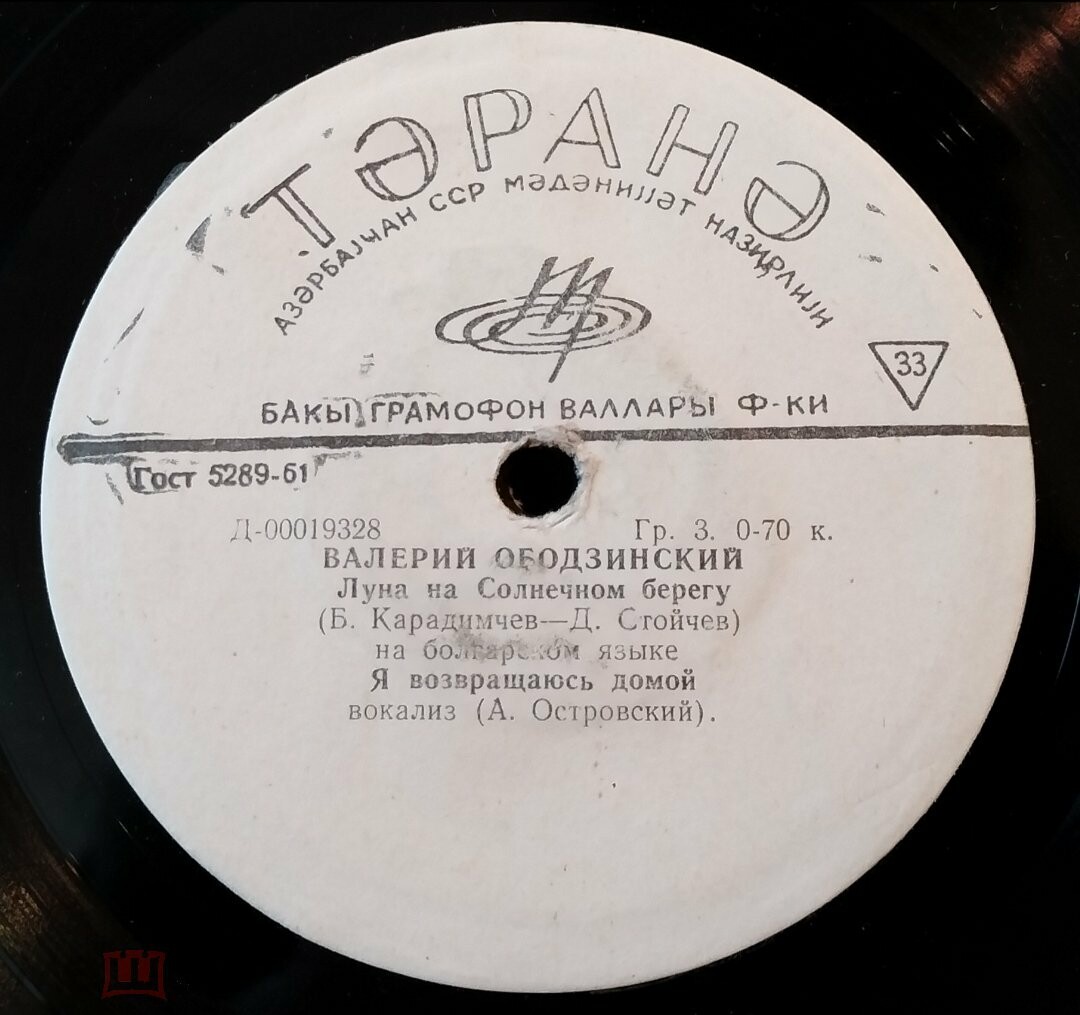 ТӘРАНӘ
АЗӘРБАЈҸАН ССР МӘДӘНИЈЈӘТ НАЗИРЛИЈИ
33
БАКЫ ГРАМОФОН ВАЛЛАРЫ Ф-КИ
Гост 5289-61
Д-00019328 Гр. 3. 0-70 к.
ВАЛЕРИЙ ОБОДЗИНСКИЙ
Луна на Солнечном берегу
(Б. Карадимчев—Д. Стойчев)
на болгарском языке
Я возвращаюсь домой
вокализ (А. Островский).